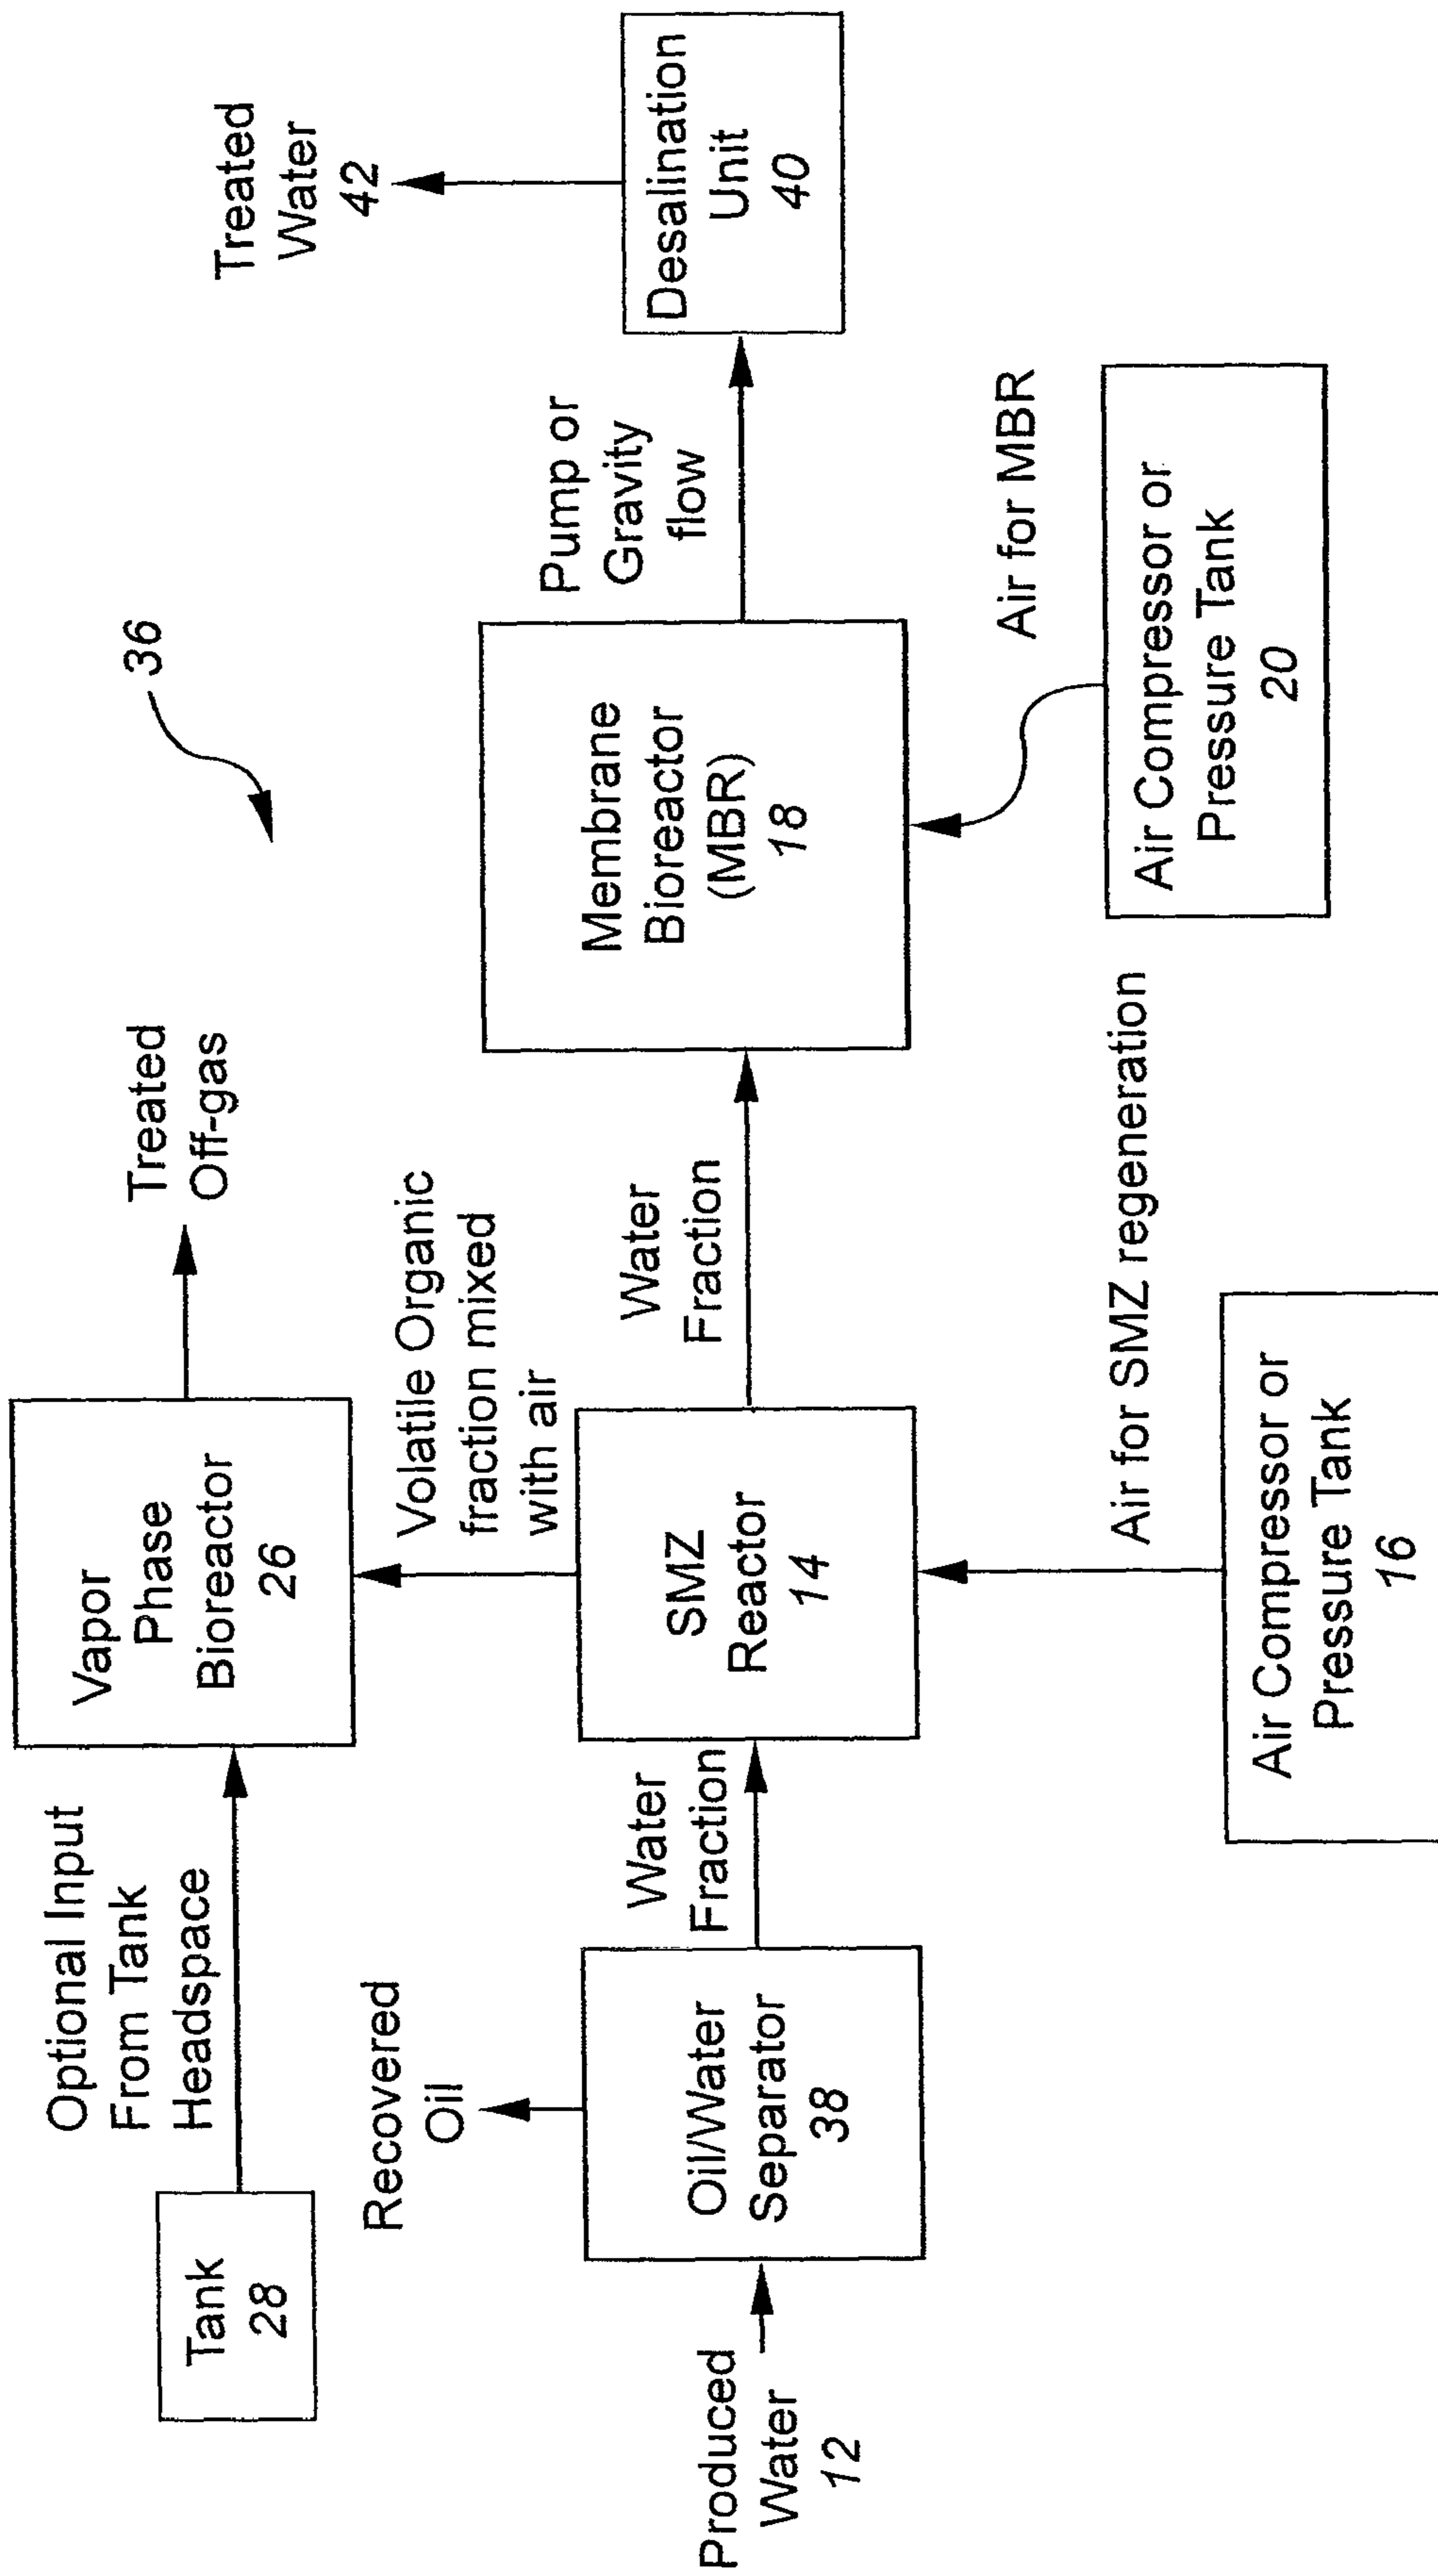 36
Tank
28
Optional Input
From Tank
Headspace
Vapor
Phase
Bioreactor
26
Treated
Off-gas
Volatile Organic
fraction mixed
with air
Produced
Water
12
Recovered
Oil
Oil/Water
Separator
38
Water
Fraction
SMZ
Reactor
14
Water
Fraction
Membrane
Bioreactor
(MBR)
18
Pump or
Gravity
flow
Desalination
Unit
40
Treated
Water
42
Air for SMZ regeneration
Air Compressor or
Pressure Tank
16
Air for MBR
Air Compressor or
Pressure Tank
20